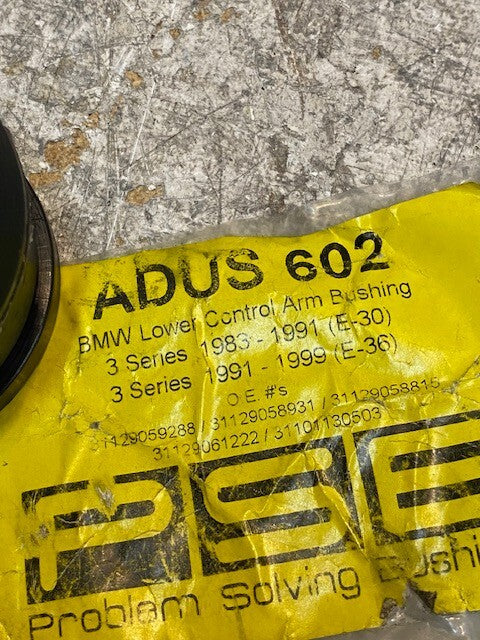 ADUS 602
BMW Lower Control Arm Bushing
3 Series 1983 - 1991 (E-30)
3 Series 1991 - 1999 (E-36)
O.E. #'s
31129059288 / 31129058931 / 31129058815
31129061222 / 31101130503
PSB
Problem Solving Bushi